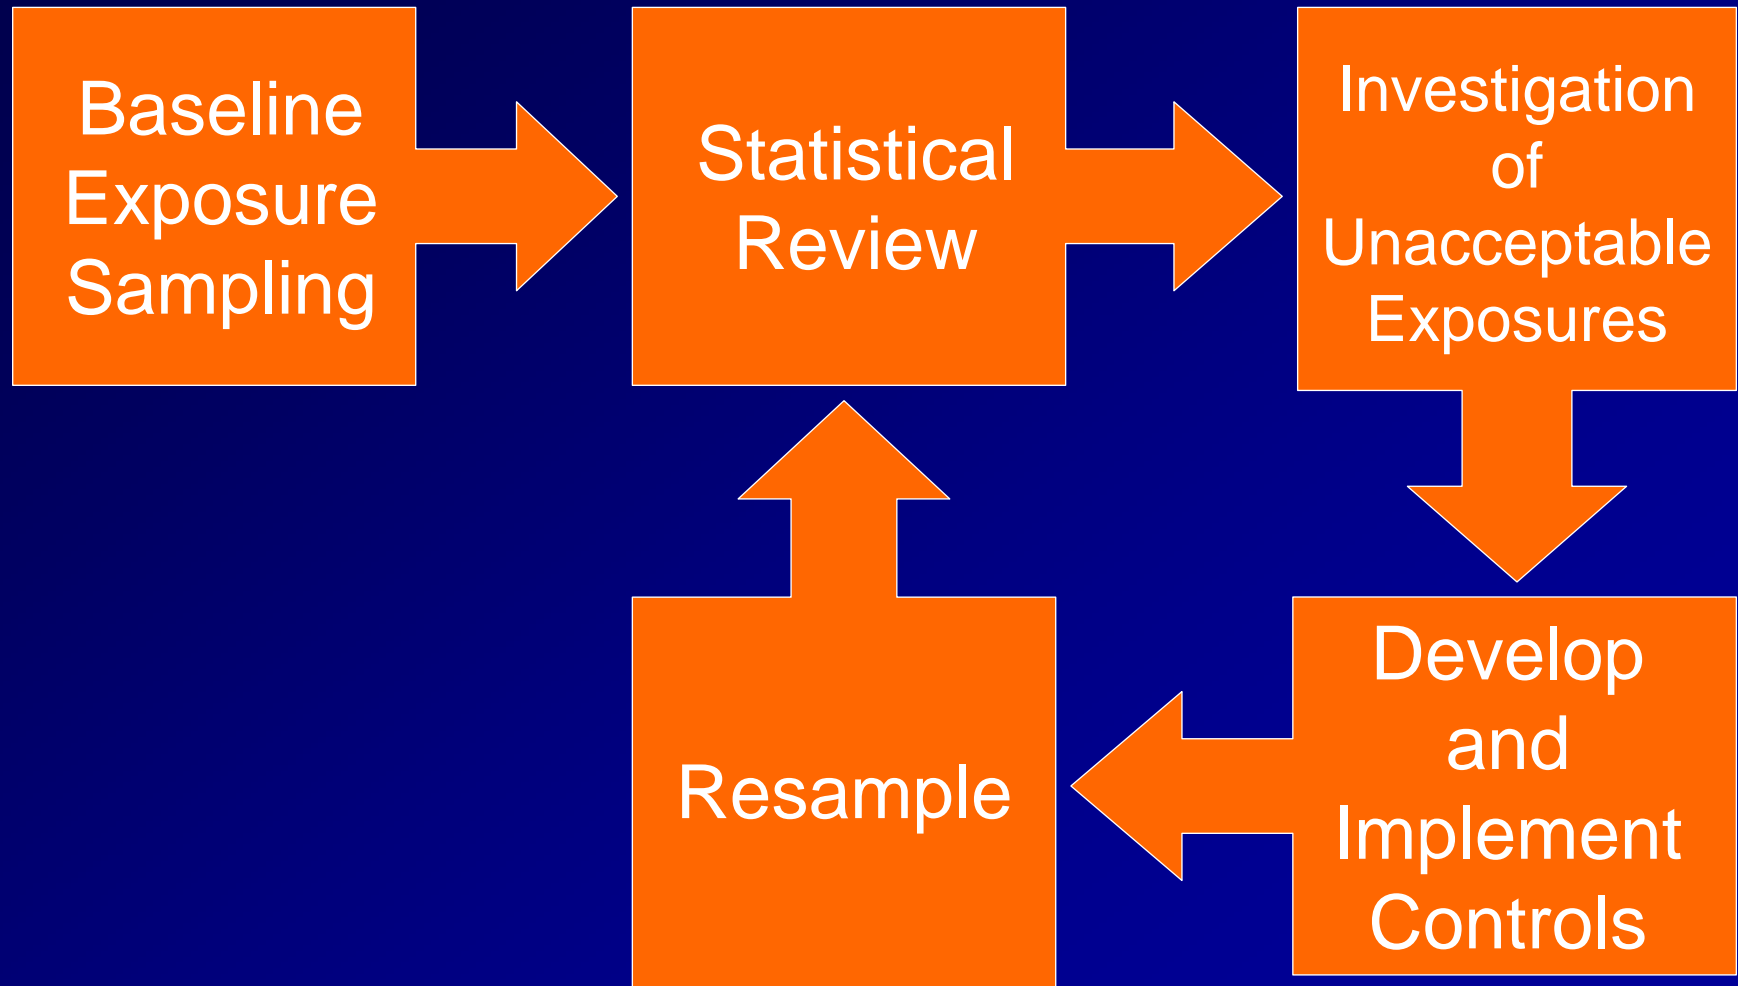 Baseline
Exposure
Sampling
Statistical
Review
Investigation
of
Unacceptable
Exposures
Develop
and
Implement
Controls
Resample